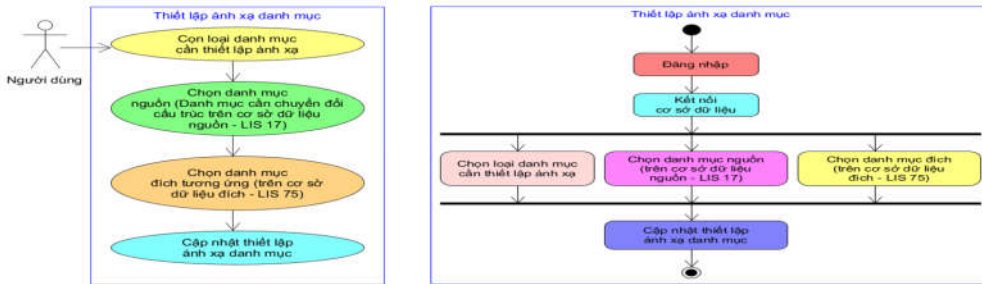 Thiết lập ánh xạ danh mục
Cọn loại danh mục
cần thiết lập ánh xạ
Người dùng
Chọn danh mục
nguồn (Danh mục cần chuyển đổi
cấu trúc trên cơ sở dữ liệu
nguồn - LIS 17)
Chọn danh mục
đích tương ứng (trên cơ sở
dữ liệu đích - LIS 75)
Cập nhật thiết lập
ánh xạ danh mục
Thiết lập ánh xạ danh mục
Đăng nhập
Kết nối
cơ sở dữ liệu
Chọn loại danh mục
cần thiết lập ánh xạ
Chọn danh mục nguồn
(trên cơ sở dữ liệu
nguồn - LIS 17)
Chọn danh mục đích
(trên cơ sở dữ liệu
đích - LIS 75)
Cập nhật thiết lập
ánh xạ danh mục